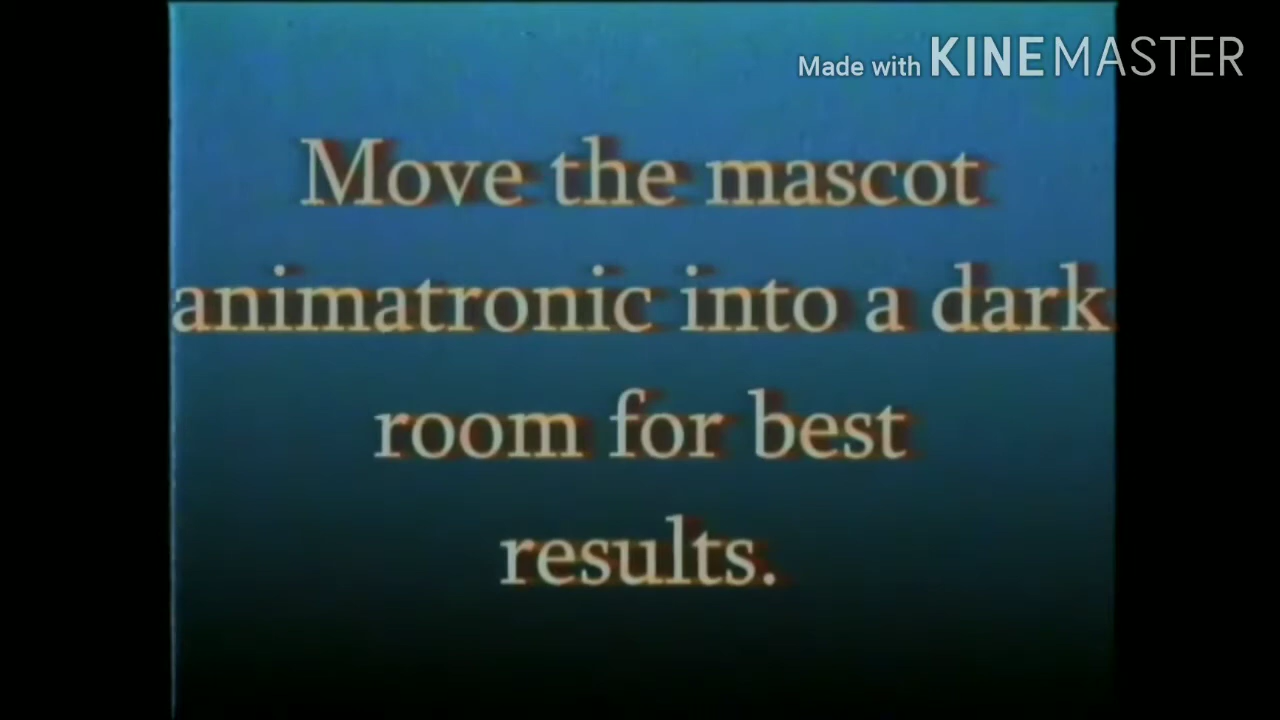 Made with KINEMASTER
Move the mascot
animatronic into a dark
room for best
results.